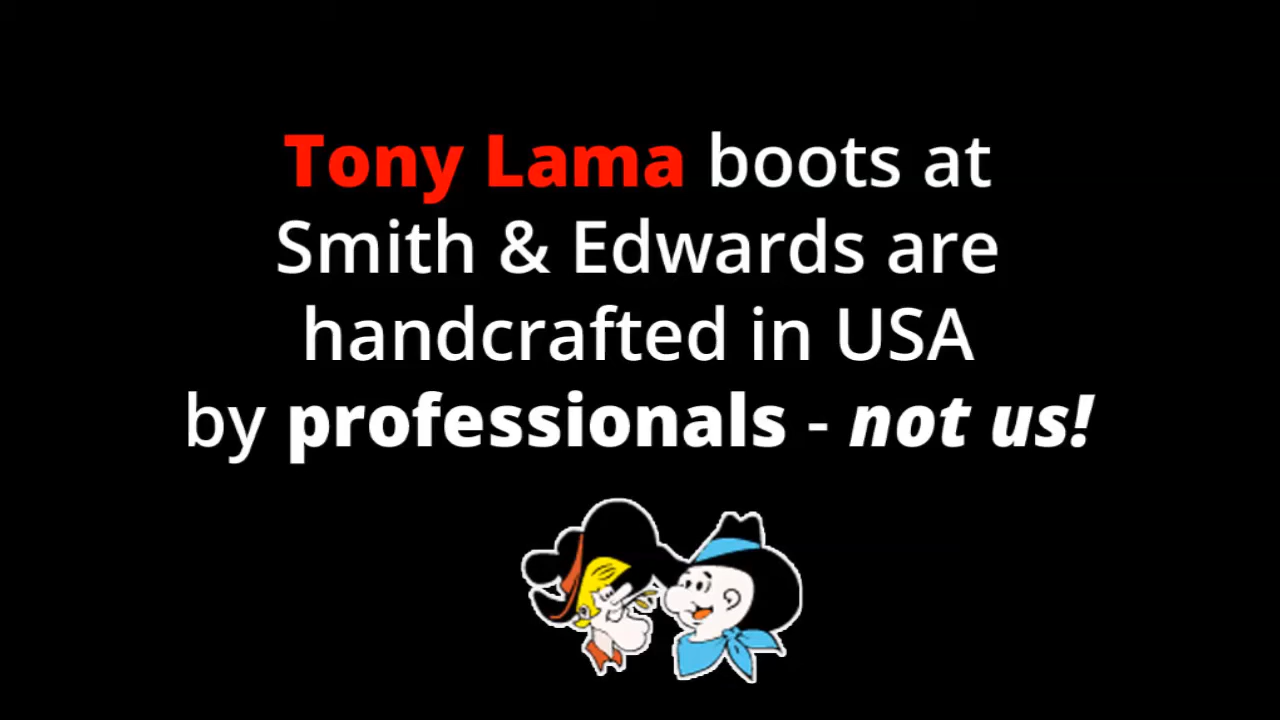 Tony Lama boots at
Smith & Edwards are
handcrafted in USA
by professionals - not us!